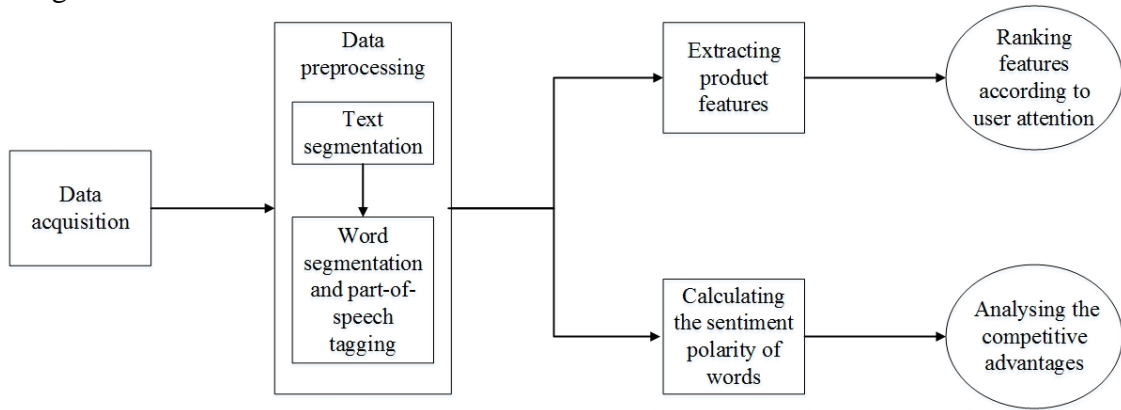 Data
acquisition
Data
preprocessing
Text
segmentation
Word
segmentation
and part-of-
speech
tagging
Extracting
product
features
Ranking
features
according to
user attention
Calculating
the sentiment
polarity of
words
Analysing the
competitive
advantages